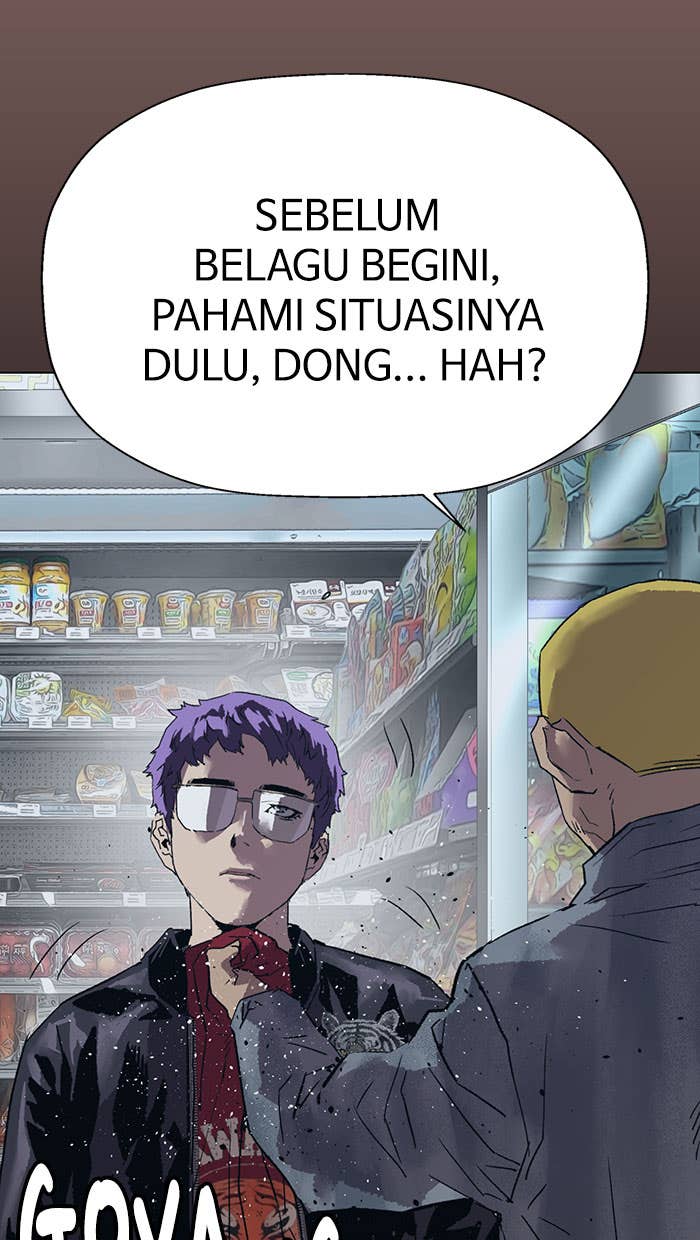 SEBELUM
BELAGU BEGINI,
PAHAMI SITUASINYA
DULU, DONG... HAH?